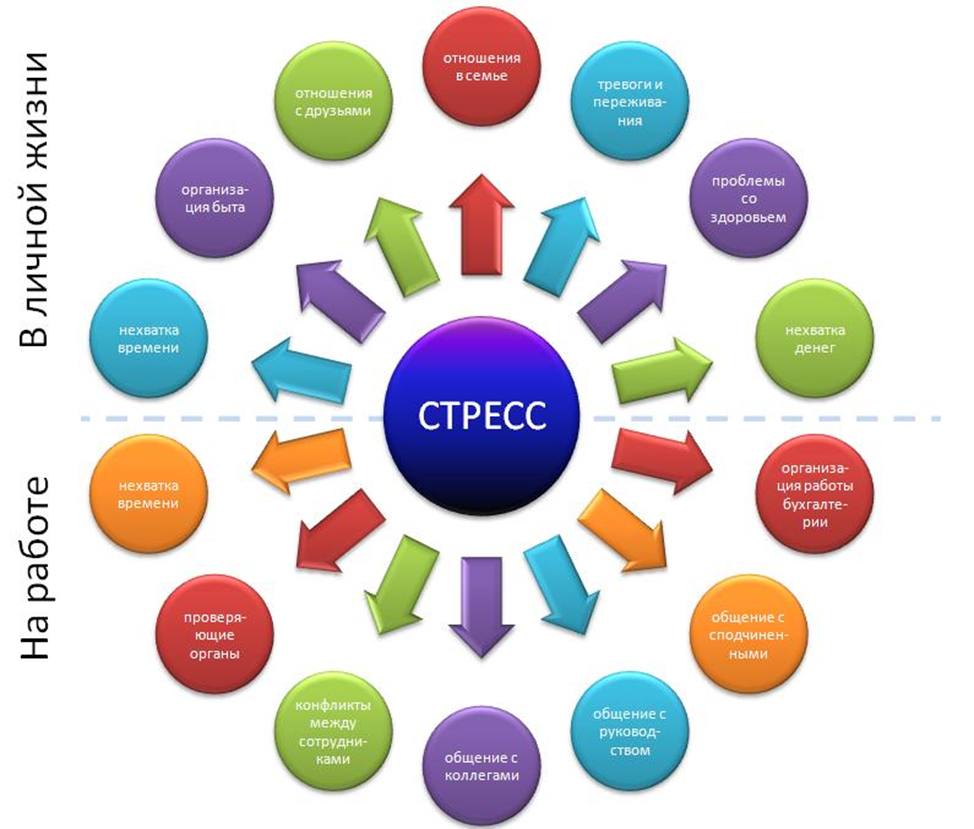 В личной жизни
отношения
в семье
тревоги и
пережива-
ния
проблемы
со
здоровьем
нехватка
денег
отношения
с друзьями
организа-
ция быта
нехватка
времени
СТРЕСС
На работе
нехватка
времени
проверя-
ющие
органы
конфликты
между
сотрудни-
ками
общение с
коллегами
общение с
руковод-
ством
общение с
сподчинен-
ными
организа-
ция работы
бухгалте-
рии